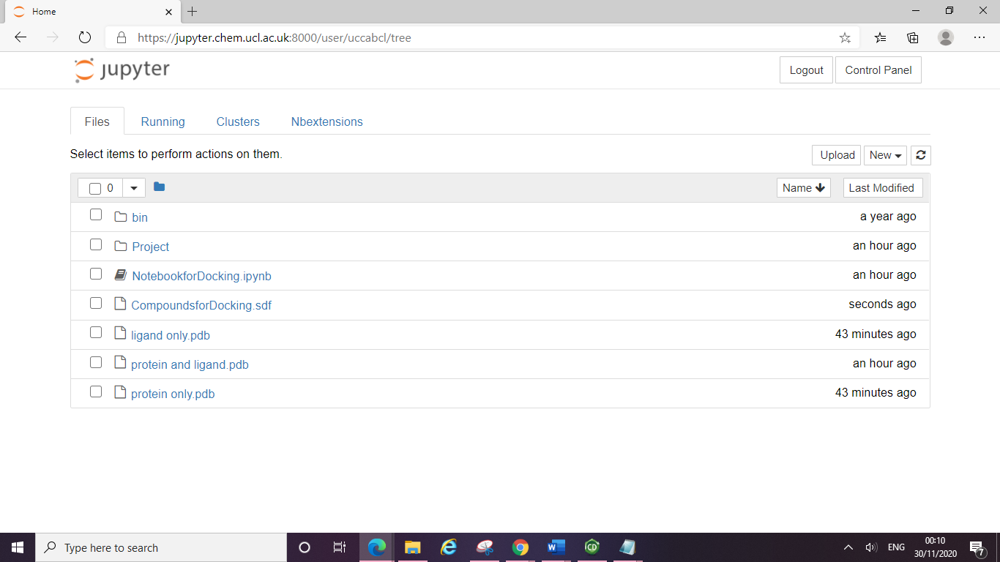 Home
https://jupyter.chem.ucl.ac.uk:8000/user/uccabcl/tree
jupyter
Logout Control Panel
Files Running Clusters Nbextensions
Select items to perform actions on them.
Upload New
0 Name Last Modified
bin a year ago
Project an hour ago
NotebookforDocking.ipynb an hour ago
CompoundsforDocking.sdf seconds ago
ligand only.pdb 43 minutes ago
protein and ligand.pdb an hour ago
protein only.pdb 43 minutes ago
Type here to search W CD ENG 00:10
30/11/2020 7